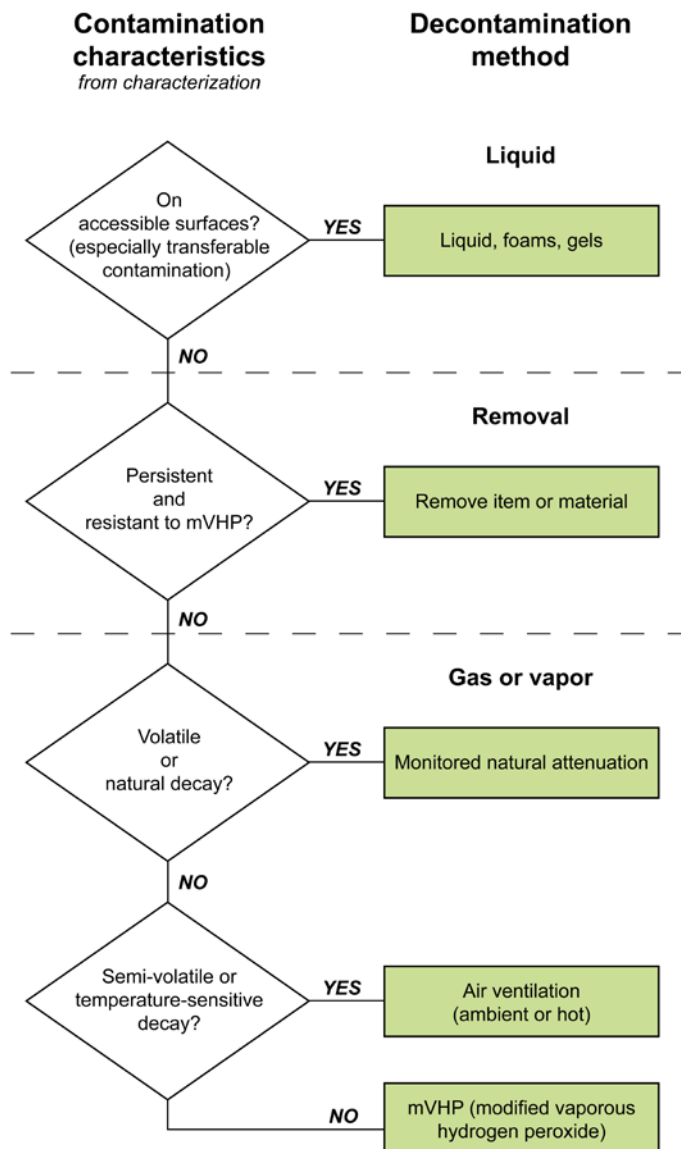 Contamination
characteristics
from characterization
Decontamination
method
Liquid
On
accessible surfaces?
(especially transferable
contamination)
YES
Liquid, foams, gels
NO
Removal
Persistent
and
resistant to mVHP?
YES
Remove item or material
NO
Gas or vapor
Volatile
or
natural decay?
YES
Monitored natural attenuation
NO
Semi-volatile or
temperature-sensitive
decay?
YES
Air ventilation
(ambient or hot)
NO
mVHP (modified vaporous
hydrogen peroxide)